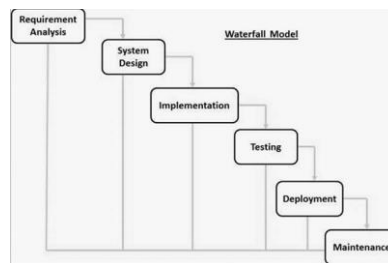 Requirement
Analysis
Waterfall Model
System
Design
Implementation
Testing
Deployment
Maintenance